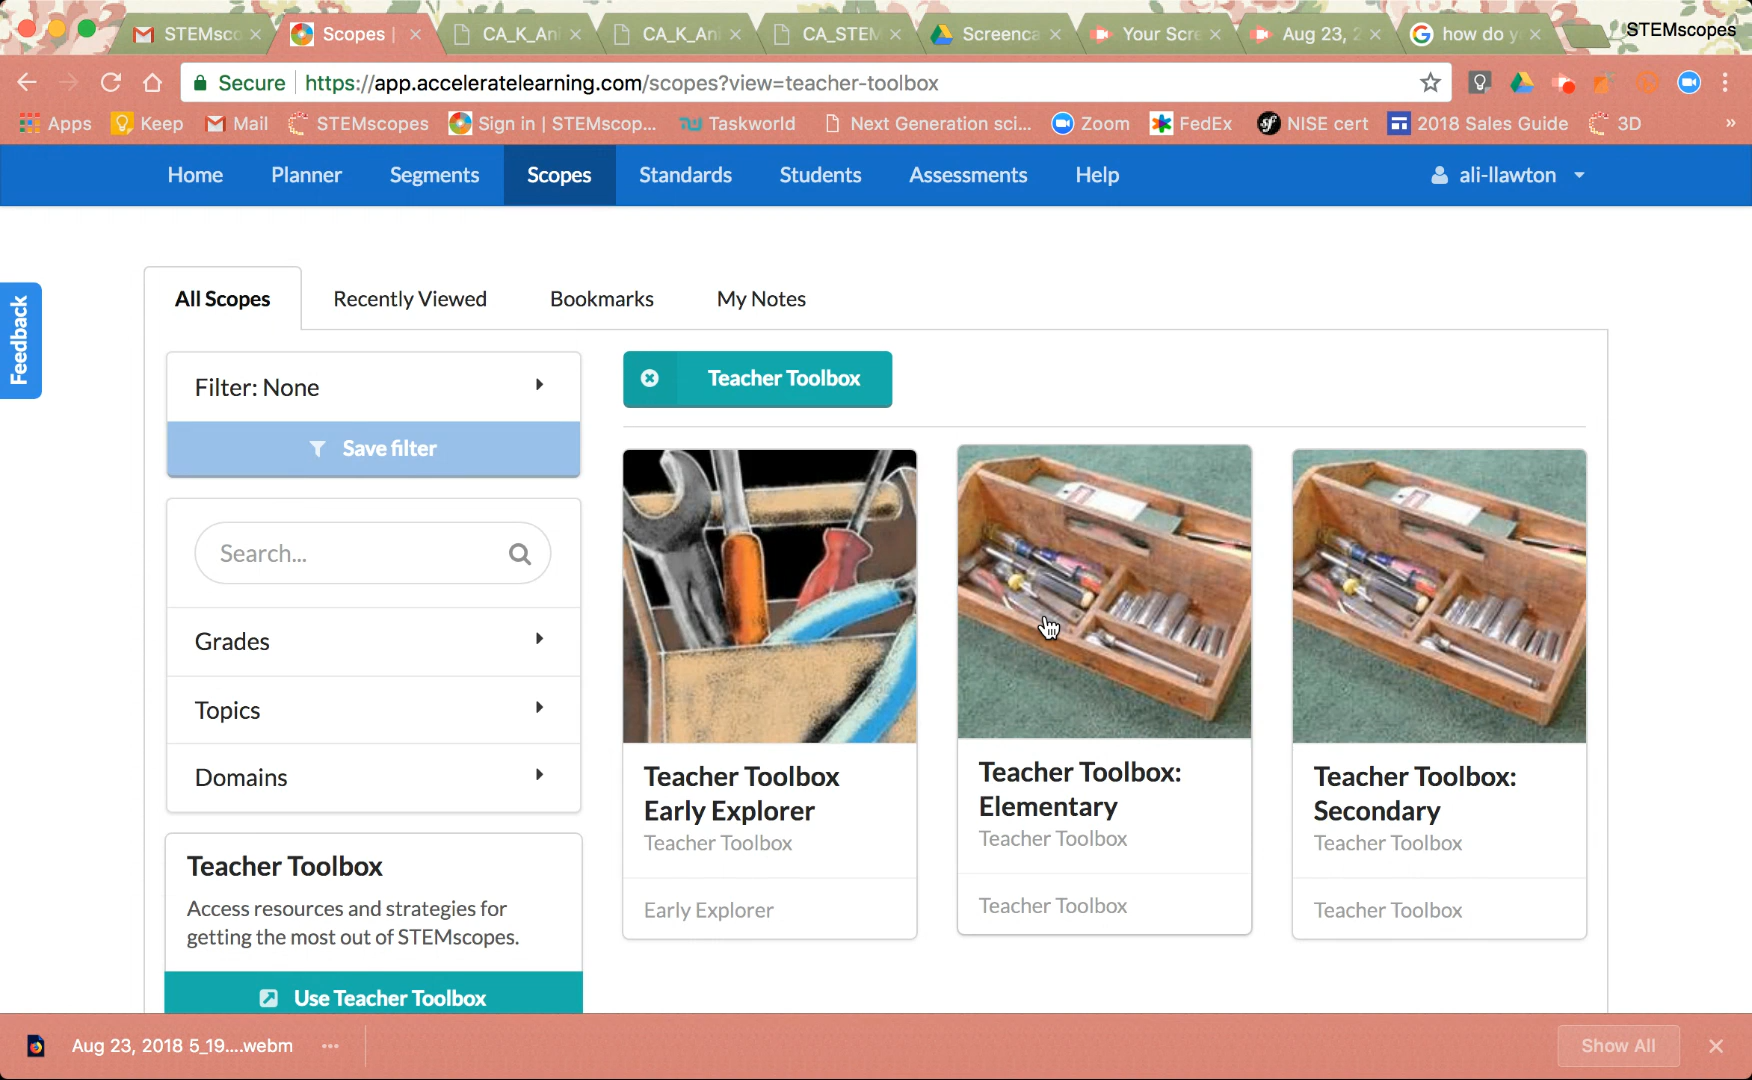 STEMsco
Scopes |
CA_K_An
CA_K_An
CA_STEM
Screenca
Your Scre
Aug 23, 2
how do y
STEMscopes
Secure
https://app.acceleratelearning.com/scopes?view=teacher-toolbox
Apps
Keep
Mail
STEMscopes
Sign in | STEMscop...
Taskworld
Next Generation sci...
Zoom
FedEx
NISE cert
2018 Sales Guide
3D
»
Home
Planner
Segments
Scopes
Standards
Students
Assessments
Help
ali-llawton
Feedback
All Scopes
Recently Viewed
Bookmarks
My Notes
Filter: None
Save filter
Search...
Grades
Topics
Domains
Teacher Toolbox
Access resources and strategies for
getting the most out of STEMscopes.
Use Teacher Toolbox
Teacher Toolbox
Teacher Toolbox
Early Explorer
Teacher Toolbox
Early Explorer
Teacher Toolbox:
Elementary
Teacher Toolbox
Teacher Toolbox
Teacher Toolbox:
Secondary
Teacher Toolbox
Teacher Toolbox
Aug 23, 2018 5_19....webm
Show All